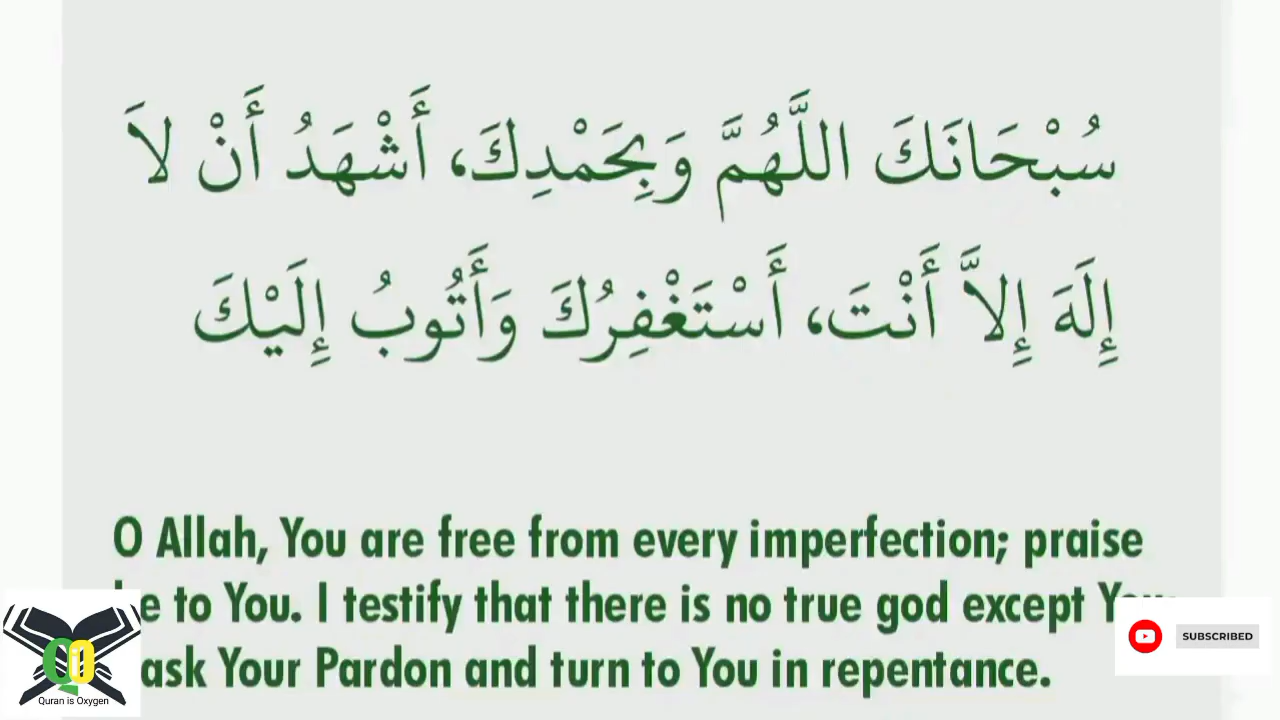 سُبْحَانَكَ اللَّهُمَّ وَبِحَمْدِكَ، أَشْهَدُ أَنْ لاَ
إِلَهَ إِلاَّ أَنْتَ، أَسْتَغْفِرُكَ وَأَتُوبُ إِلَيْكَ
O Allah, You are free from every imperfection; praise
to You. I testify that there is no true god except
ask Your Pardon and turn to You in repentance.
SUBSCRIBED
Quran is Oxygen